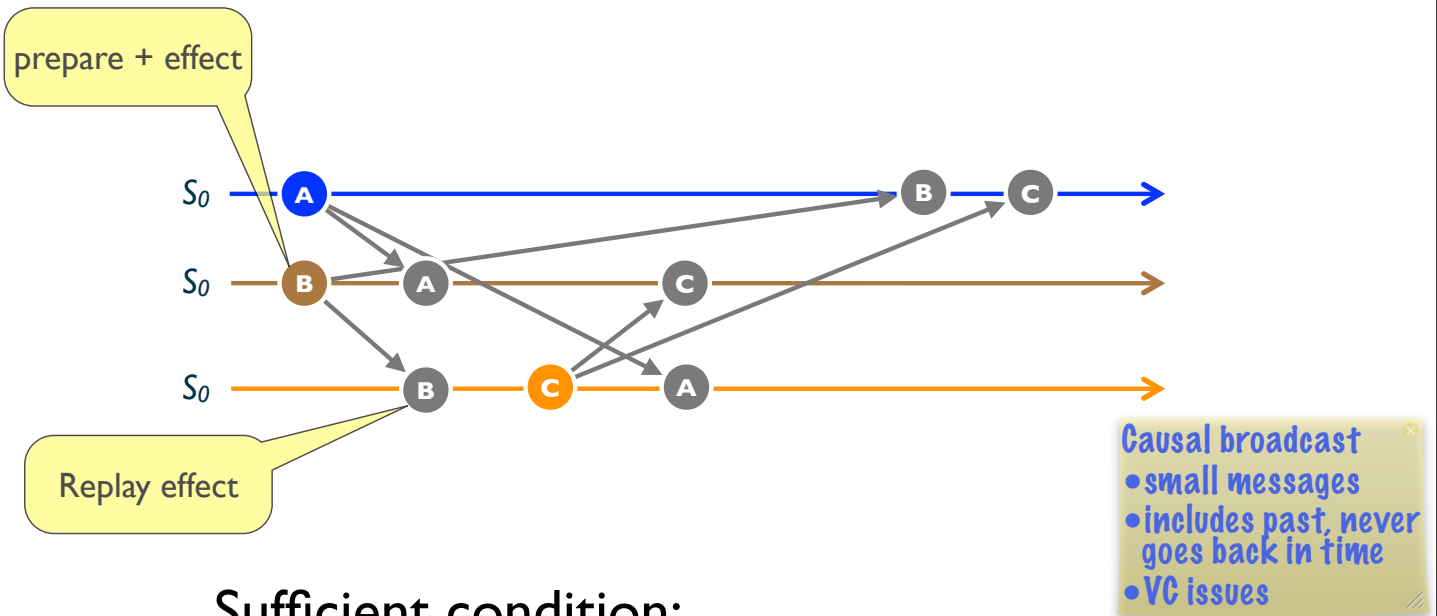 prepare + effect
S0 A B C
S0 B A C
S0 B C A
Replay effect
Causal broadcast
•small messages
•includes past, never
goes back in time
•VC issues
Sufficient condition: